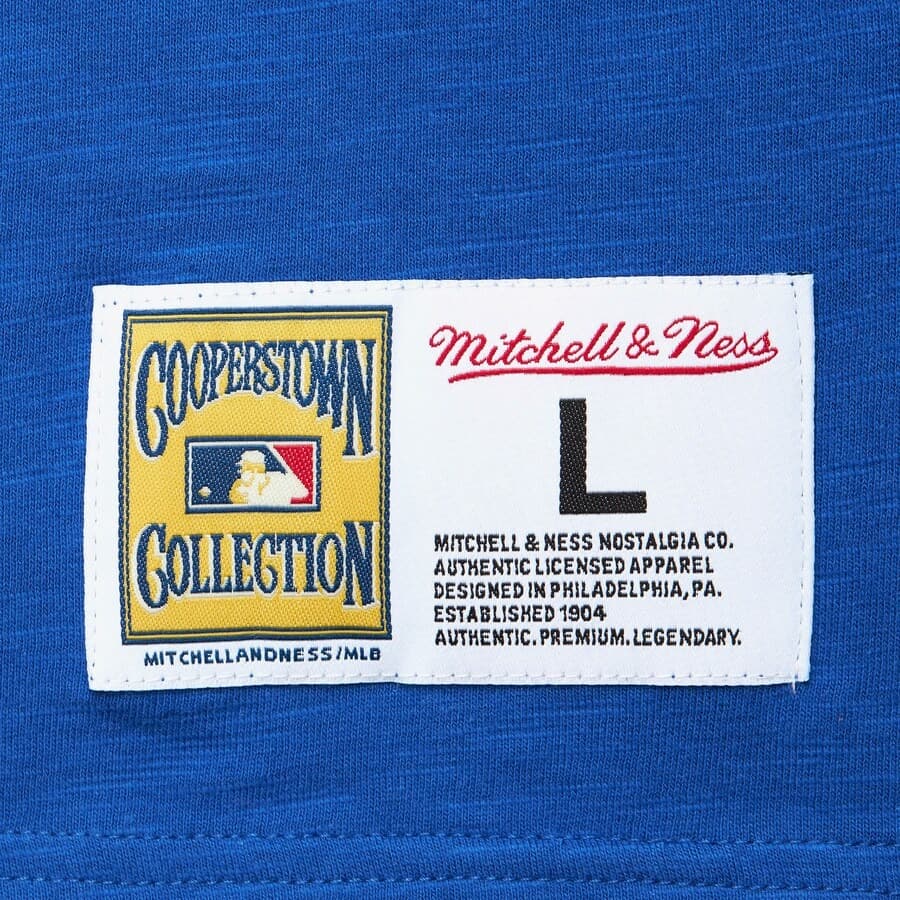 COOPERSTOWN
COLLECTION
MITCHELLANDNESS/MLB
Mitchell & Ness
L
MITCHELL & NESS NOSTALGIA CO.
AUTHENTIC LICENSED APPAREL
DESIGNED IN PHILADELPHIA, PA.
ESTABLISHED 1904
AUTHENTIC. PREMIUM. LEGENDARY.